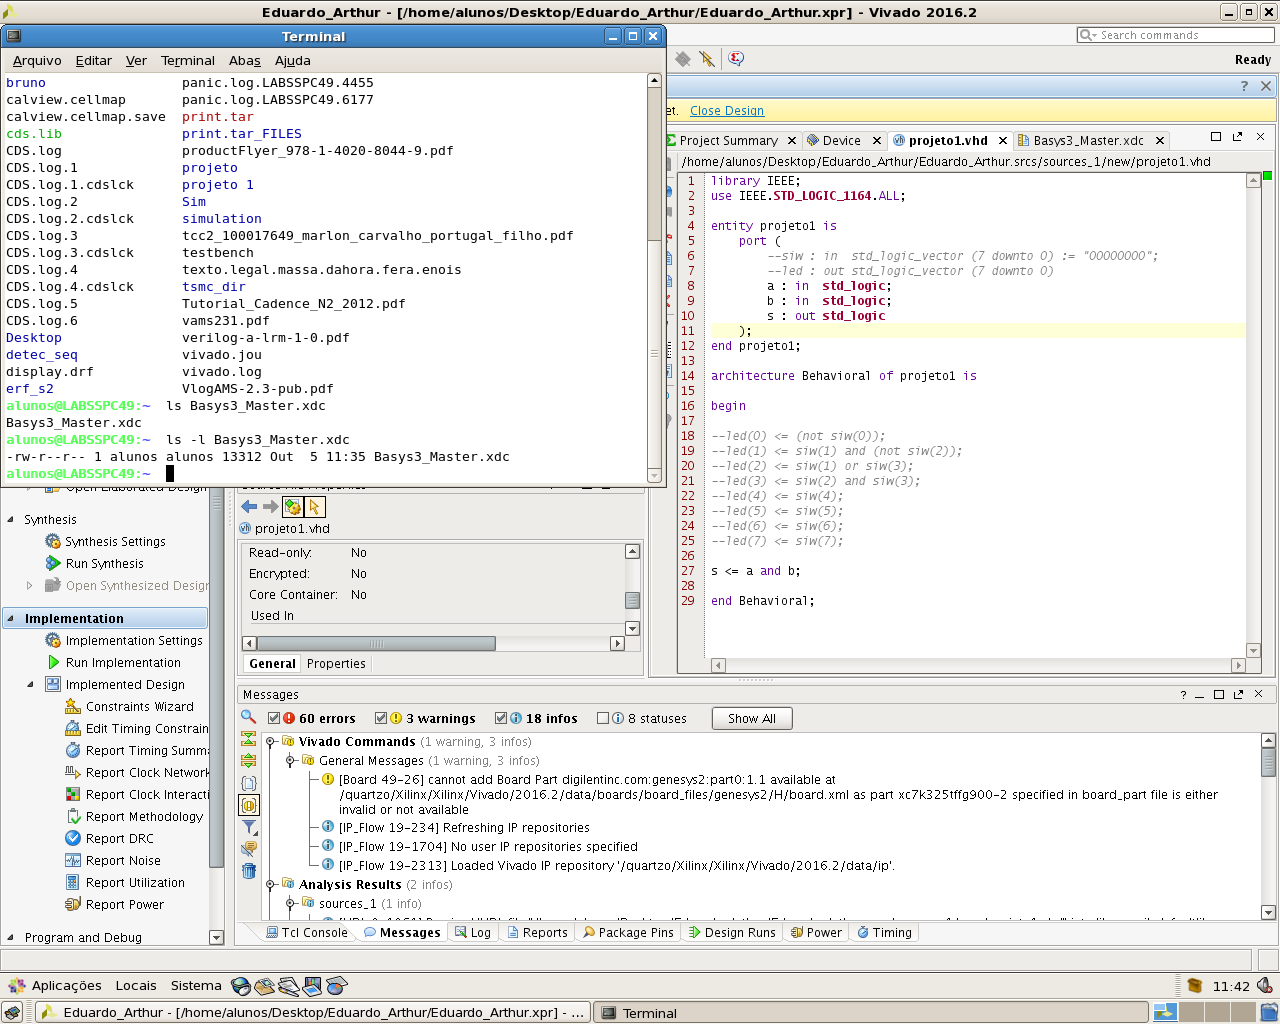 Eduardo_Arthur - [/home/alunos/Desktop/Eduardo_Arthur/Eduardo_Arthur.xpr] - Vivado 2016.2
Terminal
Search commands
Arquivo Editar Ver Terminal Abas Ajuda
Ready
bruno panic.log.LABSSPC49.4455
calview.cellmap panic.log.LABSSPC49.6177
calview.cellmap.save print.tar
cds.lib print.tar_FILES
CDS.log productFlyer_978-1-4020-8044-9.pdf
CDS.log.1 projeto
CDS.log.1.cdslck projeto 1
CDS.log.2 Sim
CDS.log.2.cdslck simulation
CDS.log.3 tcc2_100017649_marlon_carvalho_portugal_filho.pdf
CDS.log.3.cdslck testbench
CDS.log.4 texto.legal.massa.dahora.fera.enois
CDS.log.4.cdslck tsmc_dir
CDS.log.5 Tutorial_Cadence_N2_2012.pdf
CDS.log.6 vams231.pdf
Desktop verilog-a-lrm-1-0.pdf
detec_seq vivado.jou
display.drf vivado.log
erf_s2 VlogAMS-2.3-pub.pdf
alunos@LABSSPC49:~ ls Basys3_Master.xdc
Basys3_Master.xdc
alunos@LABSSPC49:~ ls -l Basys3_Master.xdc
-rw-r--r-- 1 alunos alunos 13312 Out 5 11:35 Basys3_Master.xdc
alunos@LABSSPC49:~
et. Close Design
Project Summary Device projeto1.vhd Basys3_Master.xdc
/home/alunos/Desktop/Eduardo_Arthur/Eduardo_Arthur.srcs/sources_1/new/projeto1.vhd
1 library IEEE;
2 use IEEE.STD_LOGIC_1164.ALL;
3
4 entity projeto1 is
5 port (
6 --siw : in std_logic_vector (7 downto 0) := "00000000";
7 --led : out std_logic_vector (7 downto 0)
8 a : in std_logic;
9 b : in std_logic;
10 s : out std_logic
11 );
12 end projeto1;
13
14 architecture Behavioral of projeto1 is
15
16 begin
17
18 --led(0) <= (not siw(0));
19 --led(1) <= siw(1) and (not siw(2));
20 --led(2) <= siw(1) or siw(3);
21 --led(3) <= siw(2) and siw(3);
22 --led(4) <= siw(4);
23 --led(5) <= siw(5);
24 --led(6) <= siw(6);
25 --led(7) <= siw(7);
26
27 s <= a and b;
28
29 end Behavioral;
Open Elaborated Design
Synthesis
Synthesis Settings
Run Synthesis
Open Synthesized Design
Implementation
Implementation Settings
Run Implementation
Implemented Design
Constraints Wizard
Edit Timing Constrain
Report Timing Summa
Report Clock Network
Report Clock Interacti
Report Methodology
Report DRC
Report Noise
Report Utilization
Report Power
Program and Debug
Source File Properties
projeto1.vhd
Read-only: No
Encrypted: No
Core Container: No
Used In
General Properties
Messages
60 errors 3 warnings 18 infos 8 statuses Show All
Vivado Commands (1 warning, 3 infos)
General Messages (1 warning, 3 infos)
[Board 49-26] cannot add Board Part digilentinc.com:genesys2:part0:1.1 available at
/quartzo/Xilinx/Xilinx/Vivado/2016.2/data/boards/board_files/genesys2/H/board.xml as part xc7k325tffg900-2 specified in board_part file is either
invalid or not available
[IP_Flow 19-234] Refreshing IP repositories
[IP_Flow 19-1704] No user IP repositories specified
[IP_Flow 19-2313] Loaded Vivado IP repository '/quartzo/Xilinx/Xilinx/Vivado/2016.2/data/ip'.
Analysis Results (2 infos)
sources_1 (1 info)
Tcl Console Messages Log Reports Package Pins Design Runs Power Timing
Aplicações Locais Sistema 11:42
Eduardo_Arthur - [/home/alunos/Desktop/Eduardo_Arthur/Eduardo_Arthur.xpr] - ... Terminal